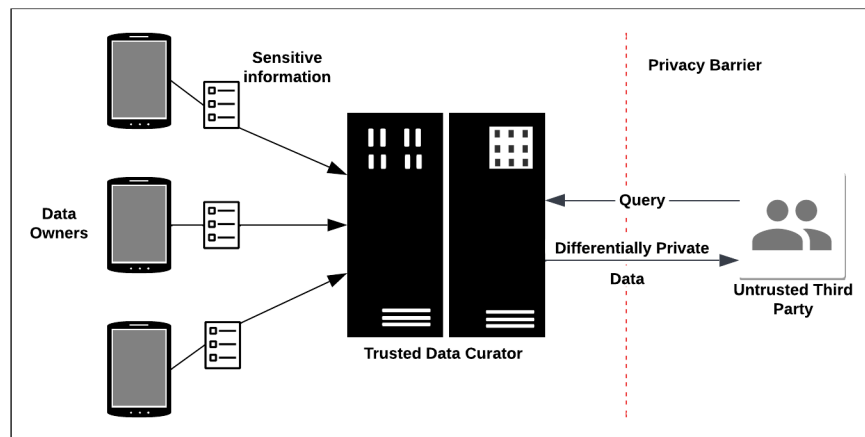 Sensitive
information
Privacy Barrier
Data
Owners
Query
Differentially Private
Data
Untrusted Third
Party
Trusted Data Curator